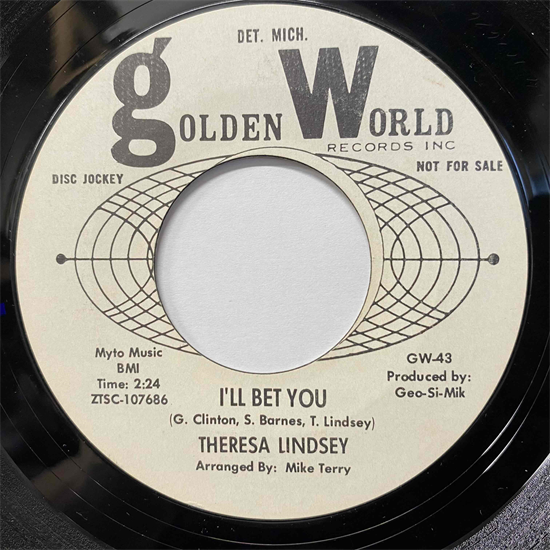 DET. MICH.
golden World
RECORDS INC
DISC JOCKEY
NOT FOR SALE
Myto Music
BMI
Time: 2:24
ZTSC-107686
GW-43
Produced by:
Geo-Si-Mik
I'LL BET YOU
(G. Clinton, S. Barnes, T. Lindsey)
THERESA LINDSEY
Arranged By: Mike Terry